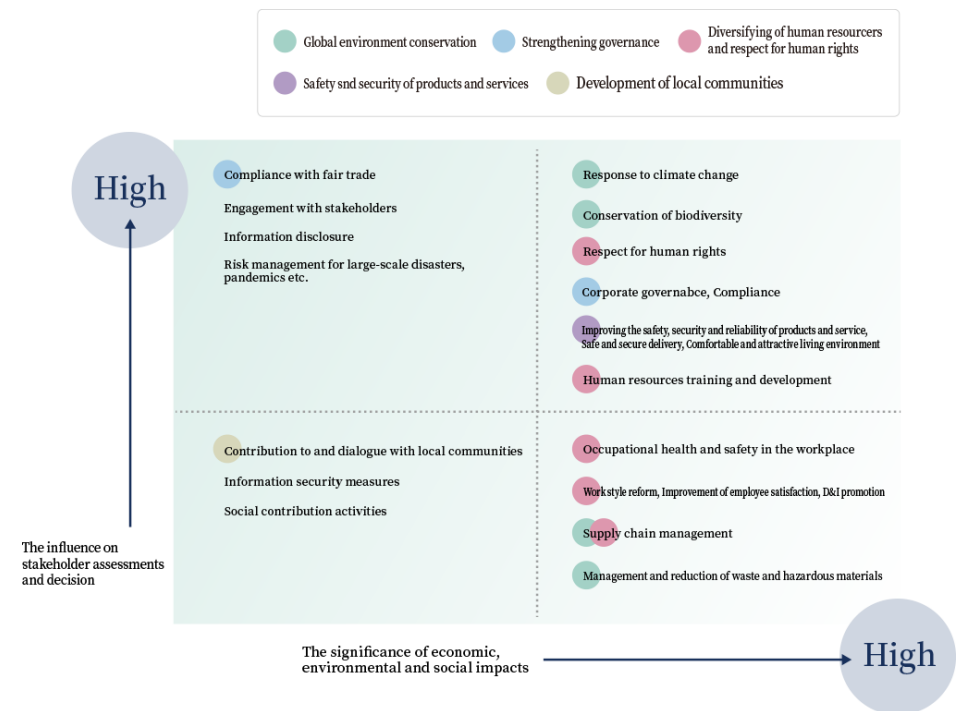 Global environment conservation
Strengthening governance
Diversifying of human resourcers
and respect for human rights
Safety snd security of products and services
Development of local communities
High
Compliance with fair trade
Engagement with stakeholders
Information disclosure
Risk management for large-scale disasters,
pandemics etc.
Response to climate change
Conservation of biodiversity
Respect for human rights
Corporate governabce, Compliance
Improving the safety, security and reliability of products and service,
Safe and secure delivery, Comfortable and attractive living environment
Human resources training and development
Contribution to and dialogue with local communities
Information security measures
Social contribution activities
Occupational health and safety in the workplace
Work style reform, Improvement of employee satisfaction, D&I promotion
Supply chain management
Management and reduction of waste and hazardous materials
The influence on
stakeholder assessments
and decision
The significance of economic,
environmental and social impacts
High